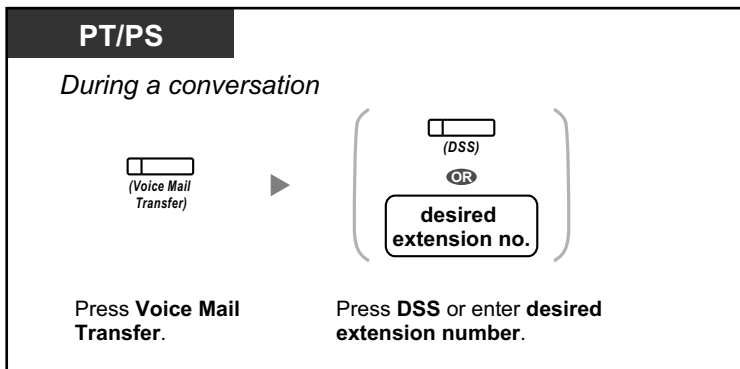 PT/PS
During a conversation
(Voice Mail
Transfer)
(DSS)
OR
desired
extension no.
Press Voice Mail
Transfer.
Press DSS or enter desired
extension number.